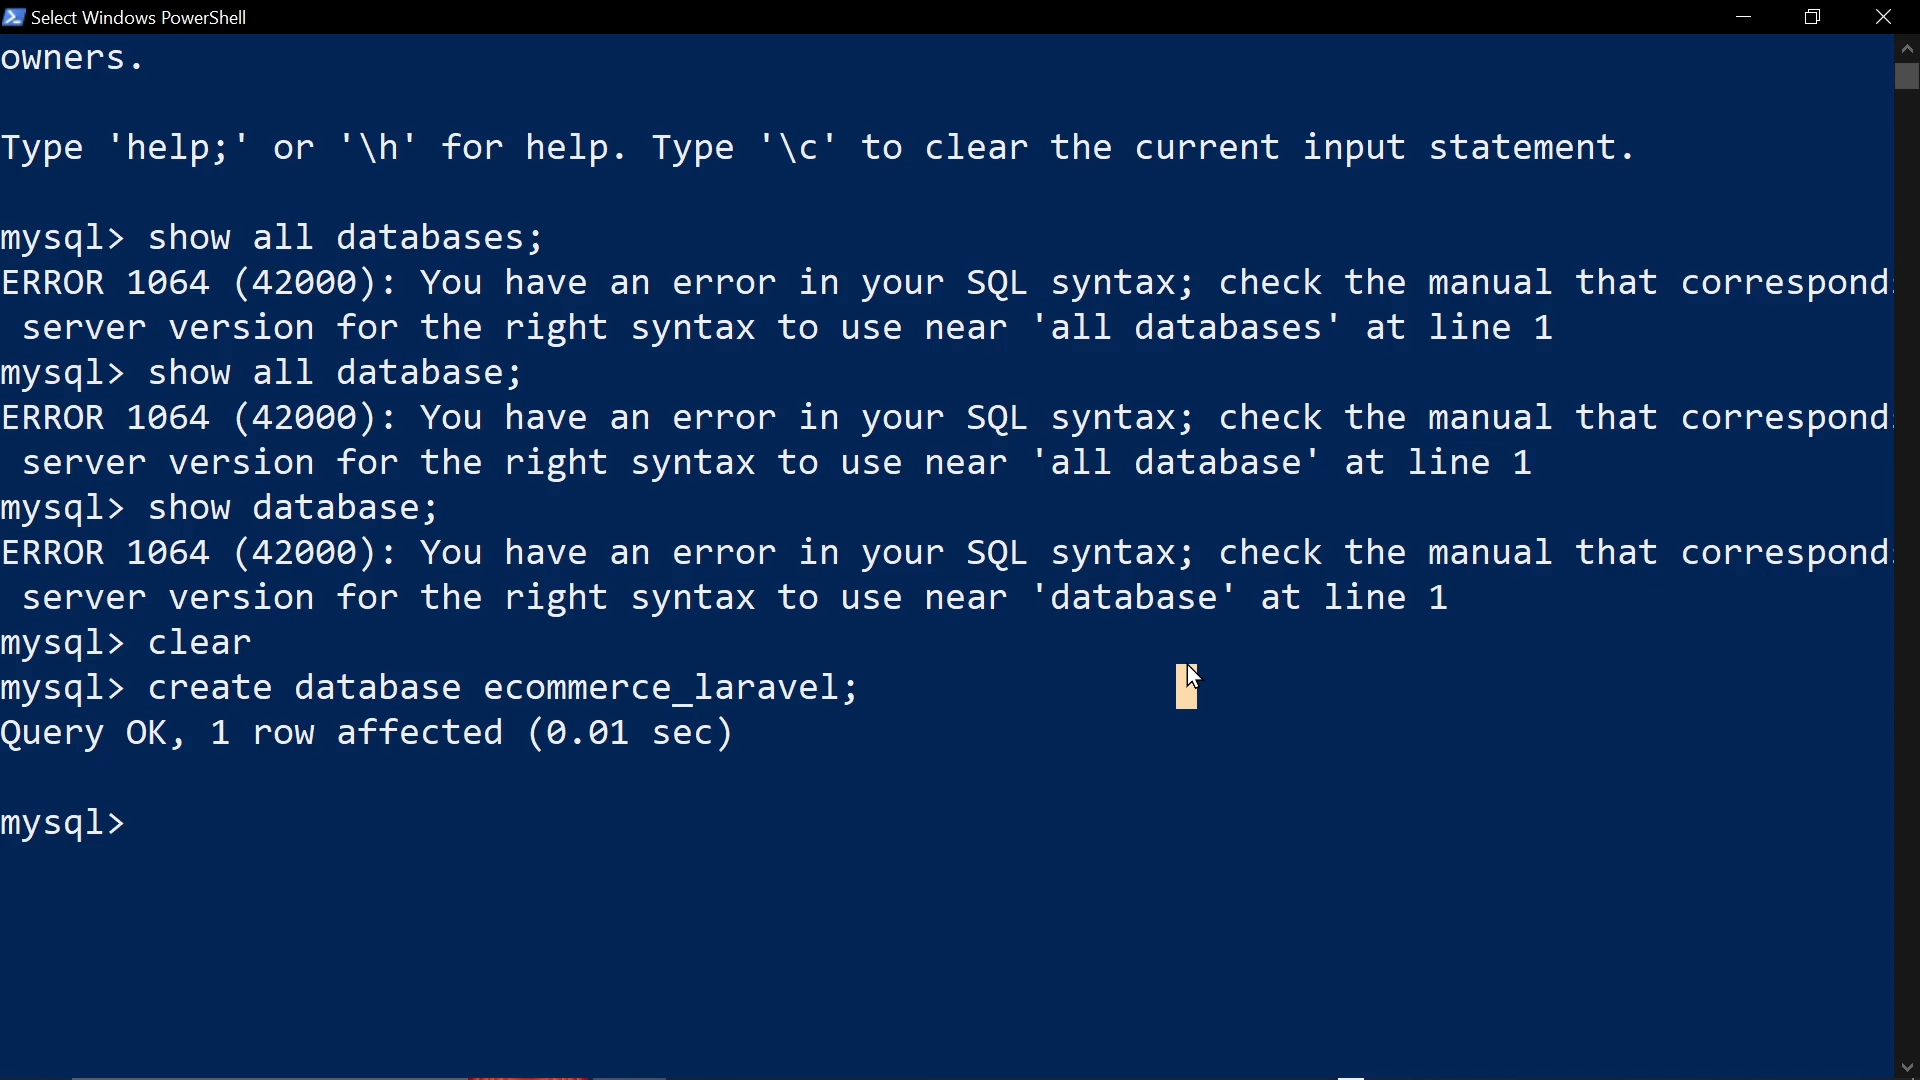 Select Windows PowerShell
owners.
Type 'help;' or '\h' for help. Type '\c' to clear the current input statement.
mysql> show all databases;
ERROR 1064 (42000): You have an error in your SQL syntax; check the manual that correspond
server version for the right syntax to use near 'all databases' at line 1
mysql> show all database;
ERROR 1064 (42000): You have an error in your SQL syntax; check the manual that correspond
server version for the right syntax to use near 'all database' at line 1
mysql> show database;
ERROR 1064 (42000): You have an error in your SQL syntax; check the manual that correspond
server version for the right syntax to use near 'database' at line 1
mysql> clear
mysql> create database ecommerce_laravel;
Query OK, 1 row affected (0.01 sec)
mysql>